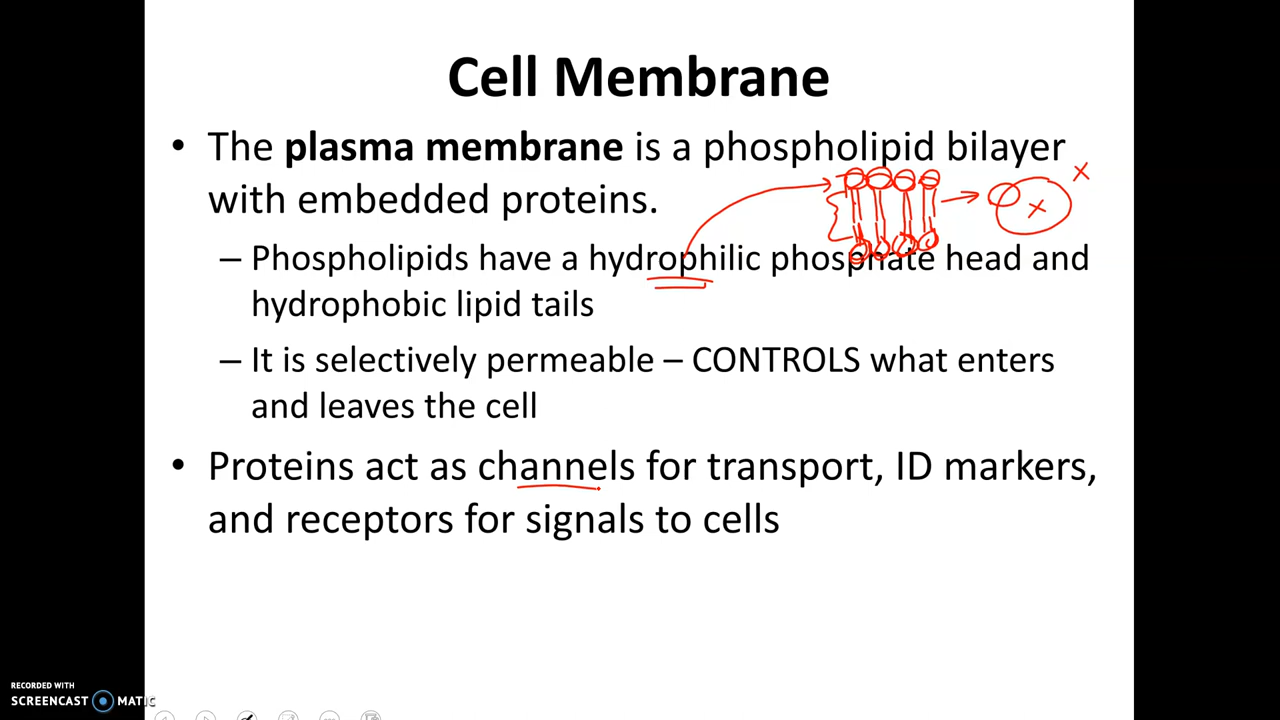 Cell Membrane
• The plasma membrane is a phospholipid bilayer
with embedded proteins.
– Phospholipids have a hydrophilic phosphate head and
hydrophobic lipid tails
– It is selectively permeable – CONTROLS what enters
and leaves the cell
• Proteins act as channels for transport, ID markers,
and receptors for signals to cells
RECORDED WITH
SCREENCAST MATIC